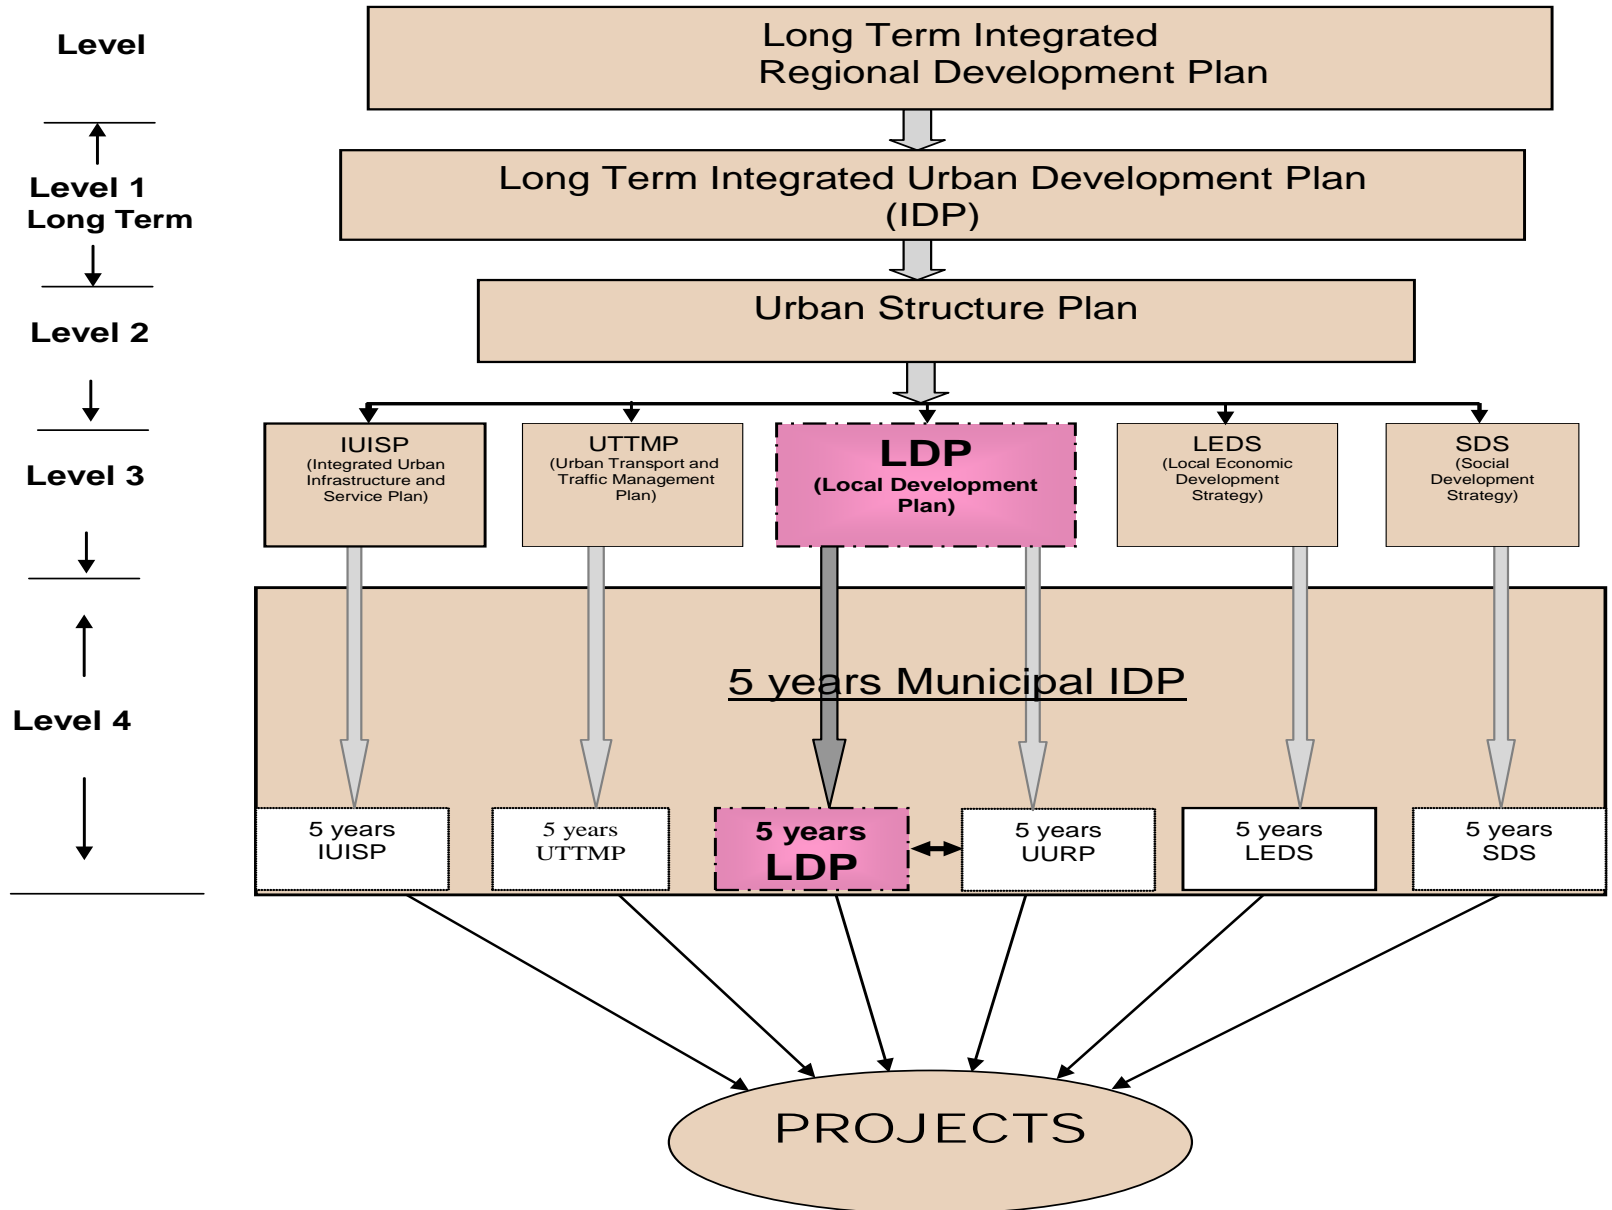 Level
Long Term Integrated
Regional Development Plan
Level 1
Long Term
Long Term Integrated Urban Development Plan
(IDP)
Level 2
Urban Structure Plan
Level 3
IUISP
(Integrated Urban
Infrastructure and
Service Plan)
UTTMP
(Urban Transport and
Traffic Management
Plan)
LDP
(Local Development
Plan)
LEDS
(Local Economic
Development
Strategy)
SDS
(Social
Development
Strategy)
Level 4
5 years Municipal IDP
5 years
IUISP
5 years
UTTMP
5 years
LDP
5 years
UURP
5 years
LEDS
5 years
SDS
PROJECTS